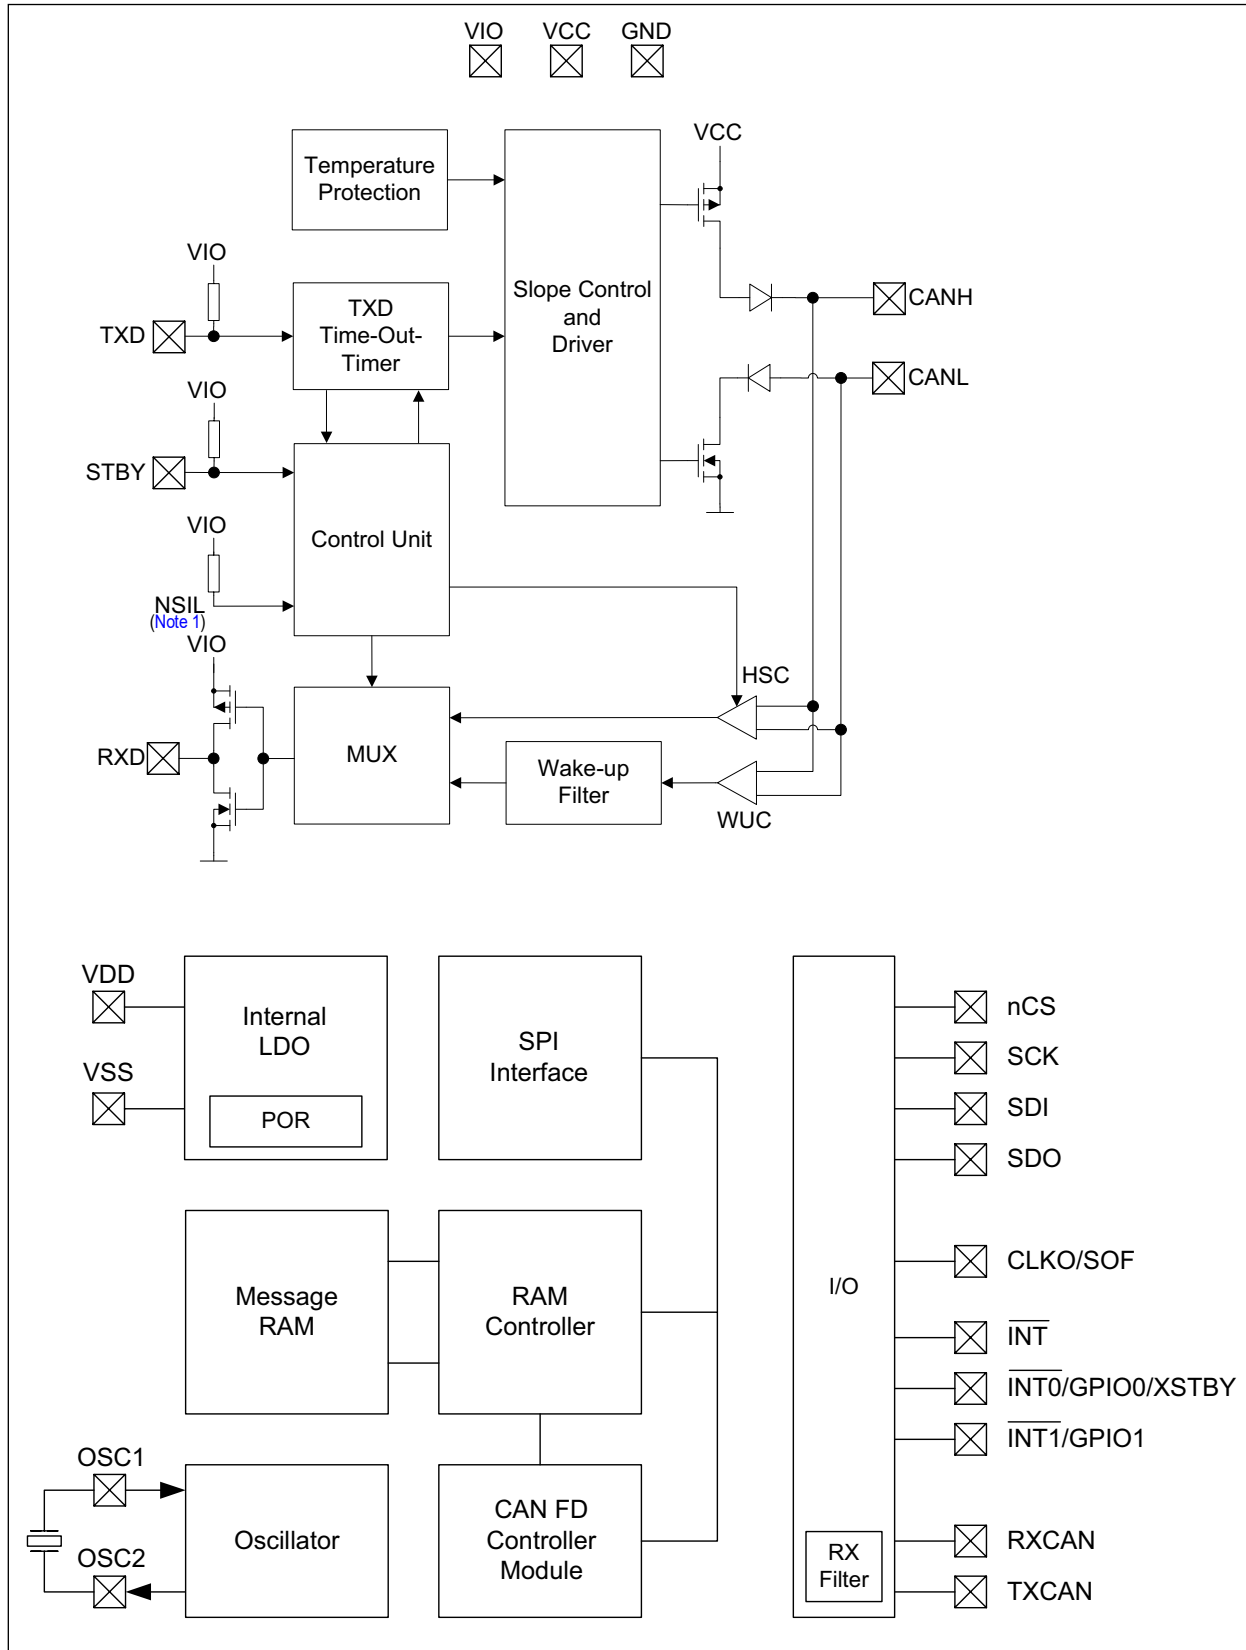 VIO VCC GND
VCC
Temperature
Protection
VIO
TXD
TXD
Time-Out-
Timer
Slope Control
and
Driver
CANH
CANL
VIO
STBY
Control Unit
VIO
NSIL
(Note 1)
VIO
HSC
RXD
MUX
Wake-up
Filter
WUC
VDD
VSS
Internal
LDO
POR
SPI
Interface
nCS
SCK
SDI
SDO
Message
RAM
RAM
Controller
I/O
CLKO/SOF
INT
INT0/GPIO0/XSTBY
INT1/GPIO1
OSC1
OSC2
Oscillator
CAN FD
Controller
Module
RX
Filter
RXCAN
TXCAN